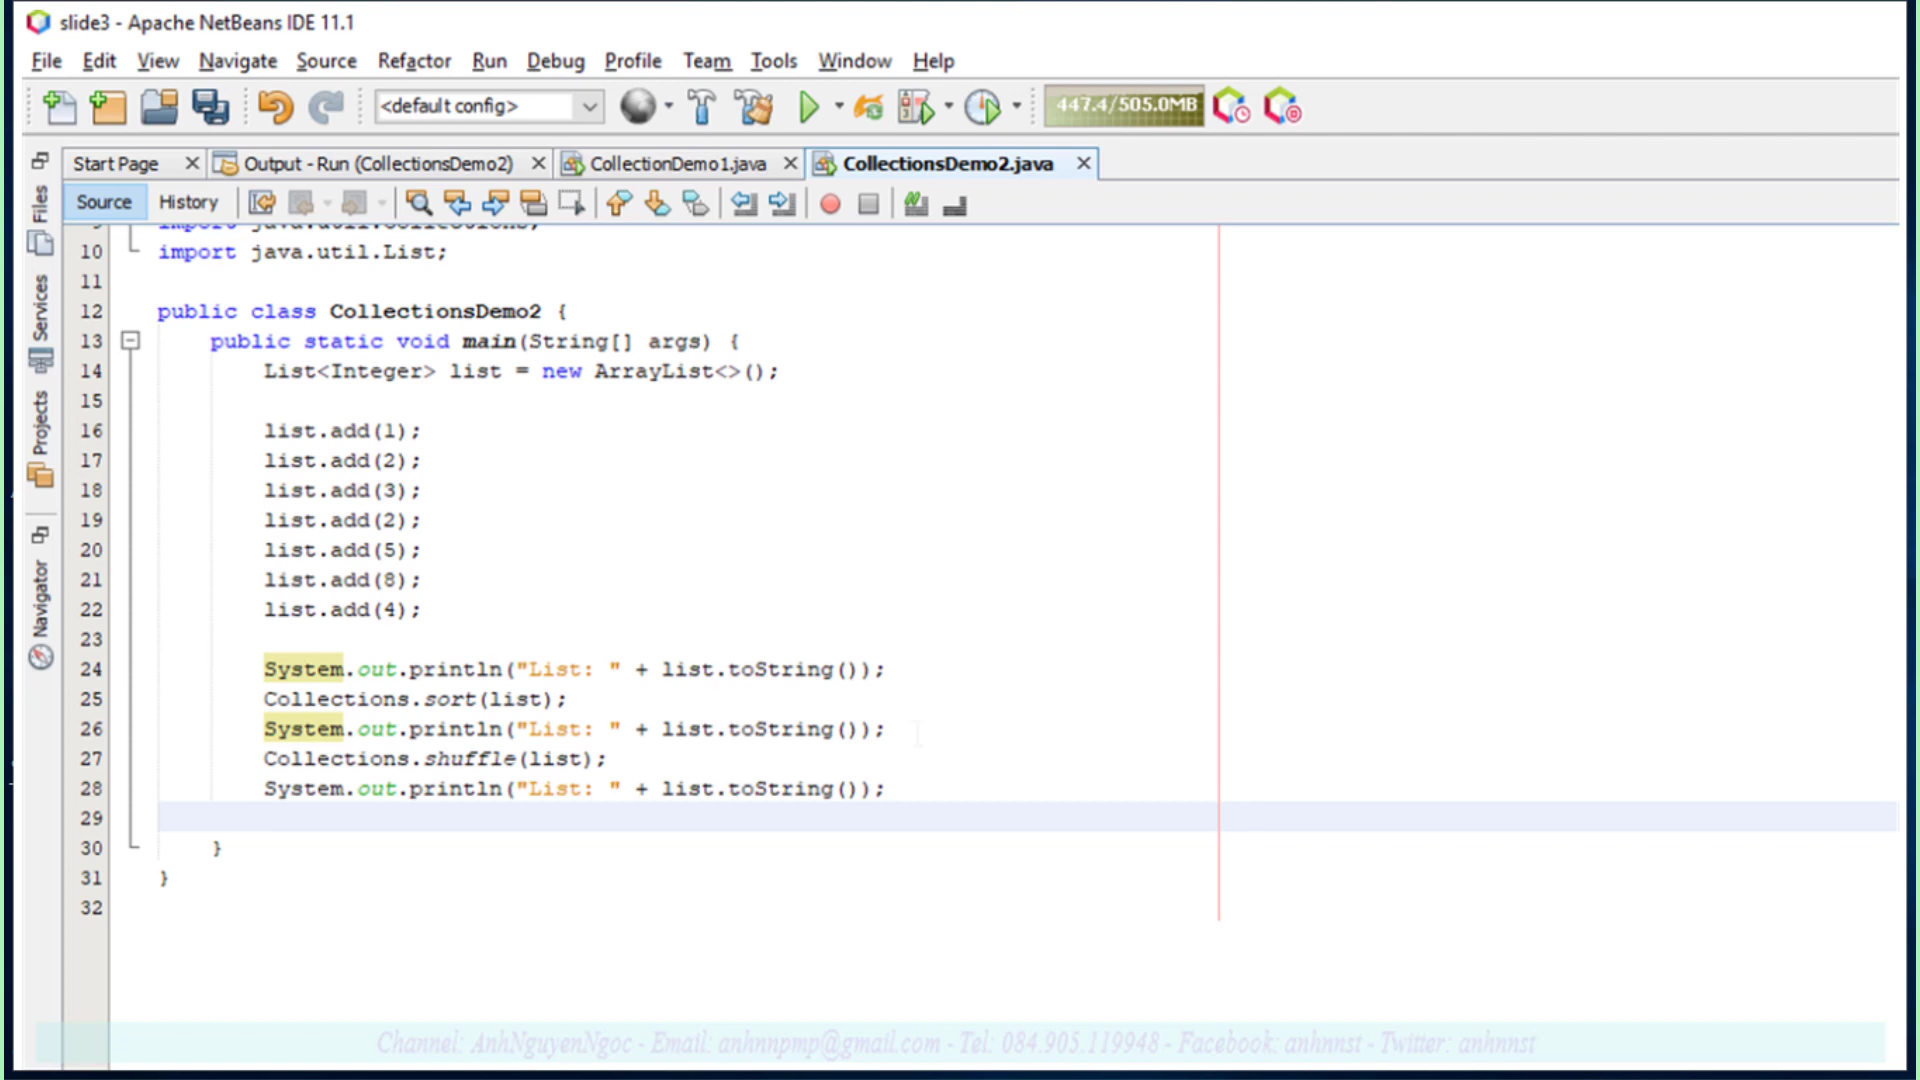 slide3 - Apache NetBeans IDE 11.1
File Edit View Navigate Source Refactor Run Debug Profile Team Tools Window Help
<default config> 447.4/505.0MB
Start Page Output - Run (CollectionsDemo2) CollectionDemo1.java CollectionsDemo2.java
Source History
Files
Services
Projects
Navigator
9 import java.util.Collections;
10 import java.util.List;
11
12 public class CollectionsDemo2 {
13 public static void main(String[] args) {
14 List<Integer> list = new ArrayList<>();
15
16 list.add(1);
17 list.add(2);
18 list.add(3);
19 list.add(2);
20 list.add(5);
21 list.add(8);
22 list.add(4);
23
24 System.out.println("List: " + list.toString());
25 Collections.sort(list);
26 System.out.println("List: " + list.toString());
27 Collections.shuffle(list);
28 System.out.println("List: " + list.toString());
29
30 }
31 }
32
Channel: AnhNguyenNgoc - Email: anhnnpmp@gmail.com - Tel: 084.905.119948 - Facebook: anhnnst - Twitter: anhnnst